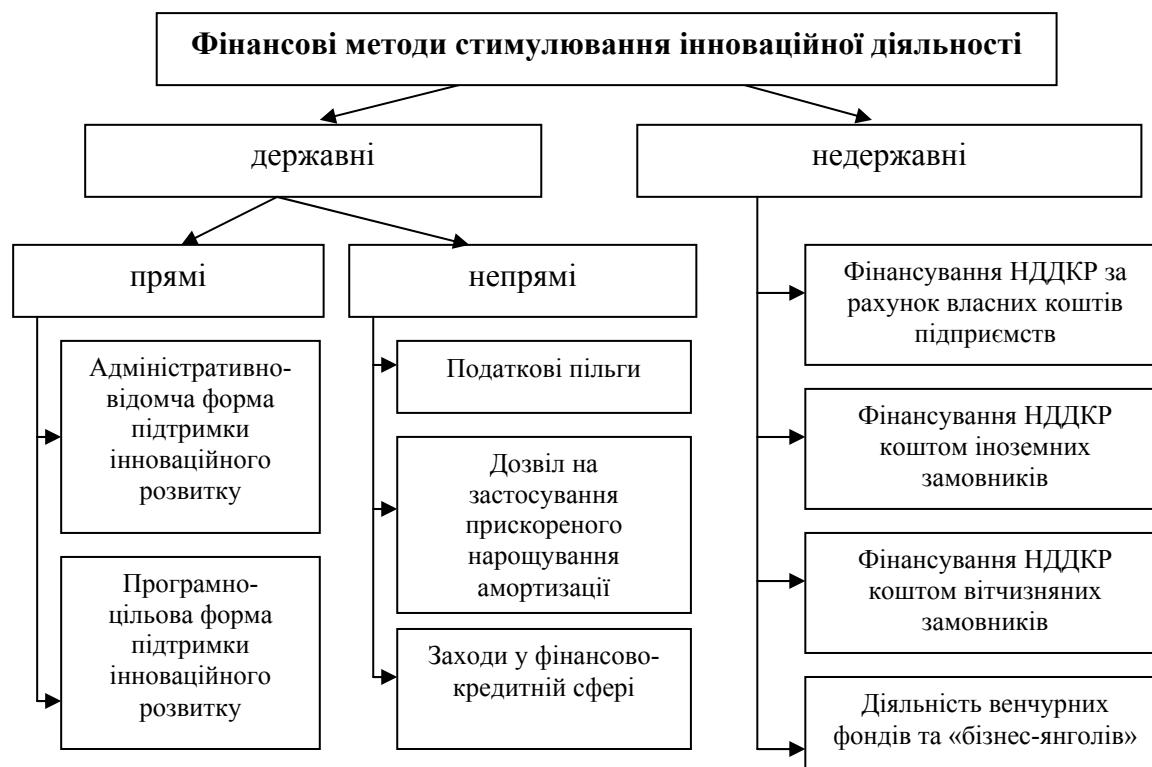 Фінансові методи стимулювання інноваційної діяльності
державні
недержавні
прямі
непрямі
Адміністративно-
відомча форма
підтримки
інноваційного
розвитку
Програмно-
цільова форма
підтримки
інноваційного
розвитку
Податкові пільги
Дозвіл на
застосування
прискореного
нарощування
амортизації
Заходи у фінансово-
кредитній сфері
Фінансування НДДКР за
рахунок власних коштів
підприємств
Фінансування НДДКР
коштом іноземних
замовників
Фінансування НДДКР
коштом вітчизняних
замовників
Діяльність венчурних
фондів та «бізнес-янголів»